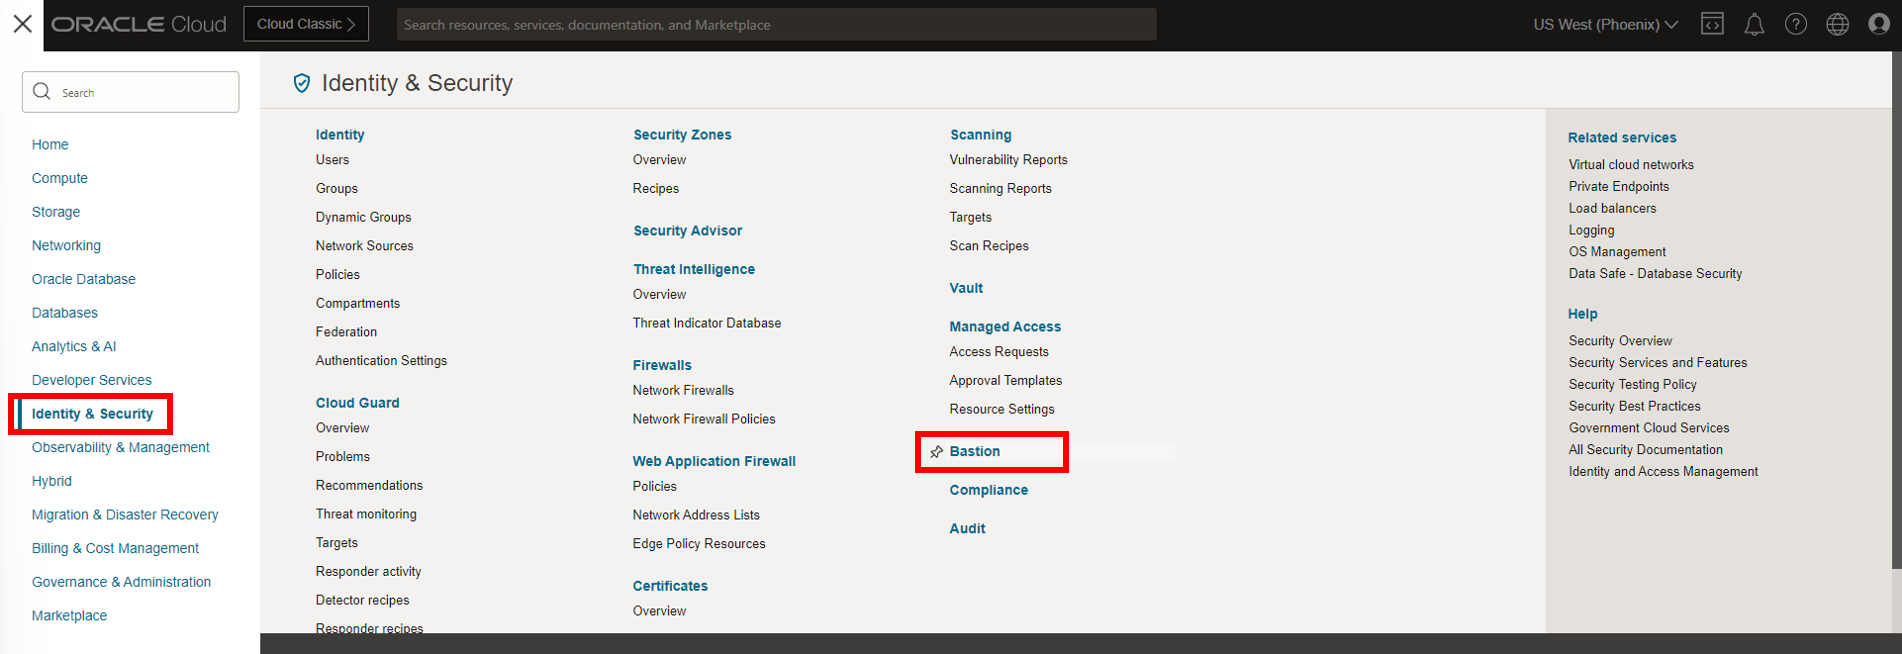 ORACLE Cloud
Cloud Classic
Search resources, services, documentation, and Marketplace
US West (Phoenix)
Search
Home
Compute
Storage
Networking
Oracle Database
Databases
Analytics & AI
Developer Services
Identity & Security
Observability & Management
Hybrid
Migration & Disaster Recovery
Billing & Cost Management
Governance & Administration
Marketplace
Identity & Security
Identity
Users
Groups
Dynamic Groups
Network Sources
Policies
Compartments
Federation
Authentication Settings
Cloud Guard
Overview
Problems
Recommendations
Threat monitoring
Targets
Responder activity
Detector recipes
Responder recipes
Security Zones
Overview
Recipes
Security Advisor
Threat Intelligence
Overview
Threat Indicator Database
Firewalls
Network Firewalls
Network Firewall Policies
Web Application Firewall
Policies
Network Address Lists
Edge Policy Resources
Certificates
Overview
Scanning
Vulnerability Reports
Scanning Reports
Targets
Scan Recipes
Vault
Managed Access
Access Requests
Approval Templates
Resource Settings
Bastion
Compliance
Audit
Related services
Virtual cloud networks
Private Endpoints
Load balancers
Logging
OS Management
Data Safe - Database Security
Help
Security Overview
Security Services and Features
Security Testing Policy
Security Best Practices
Government Cloud Services
All Security Documentation
Identity and Access Management